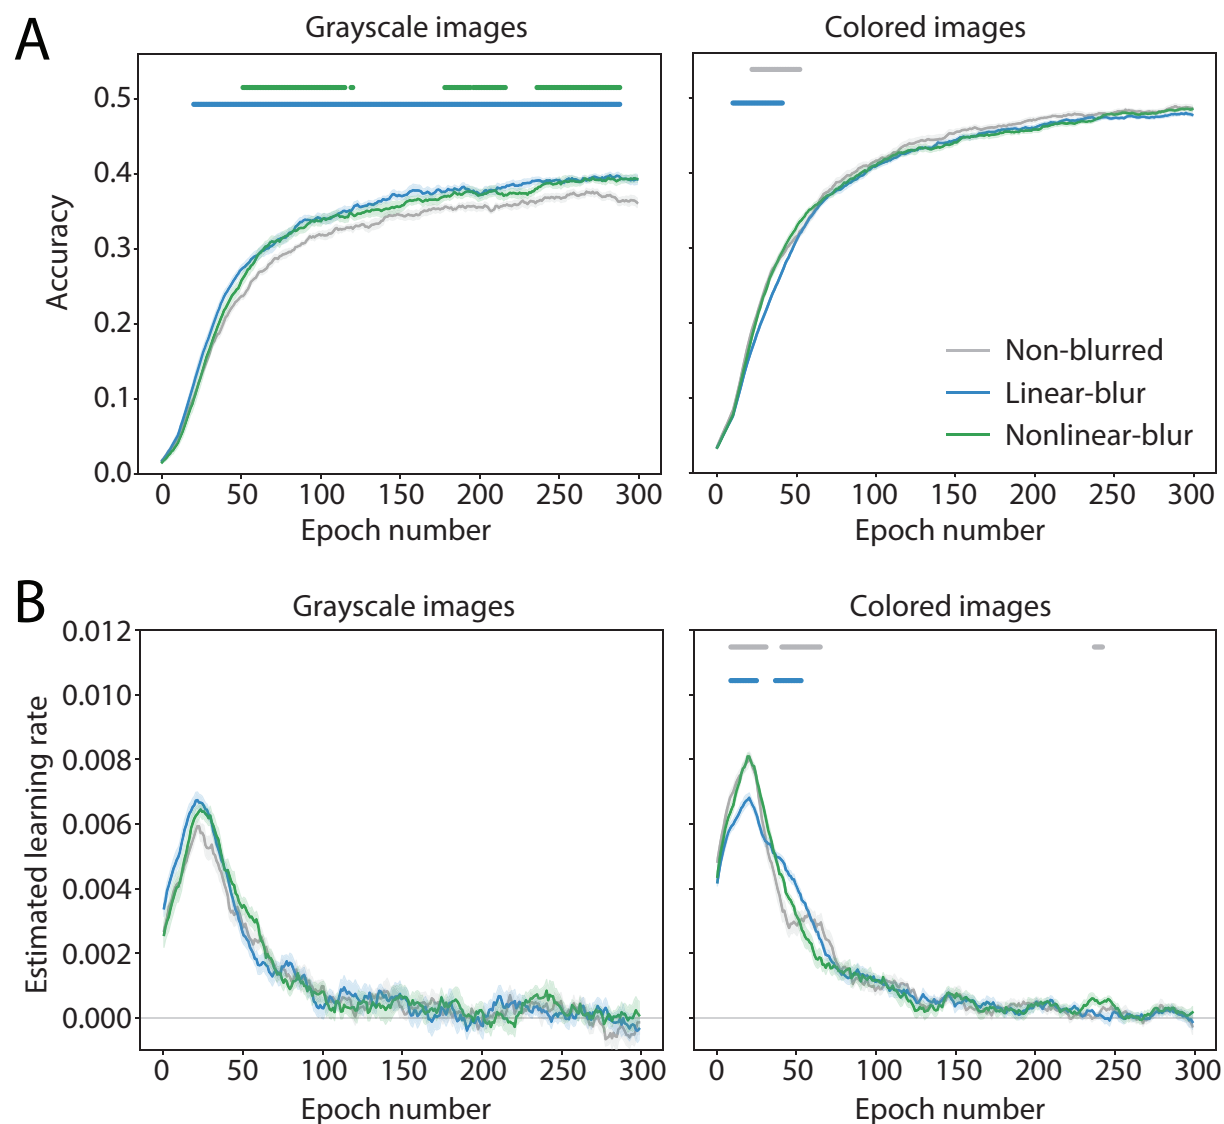 A
Grayscale images
Colored images
Accuracy
0.5
0.4
0.3
0.2
0.1
0.0
Non-blurred
Linear-blur
Nonlinear-blur
0 50 100 150 200 250 300
0 50 100 150 200 250 300
Epoch number
Epoch number
B
Grayscale images
Colored images
Estimated learning rate
0.012
0.010
0.008
0.006
0.004
0.002
0.000
0 50 100 150 200 250 300
0 50 100 150 200 250 300
Epoch number
Epoch number